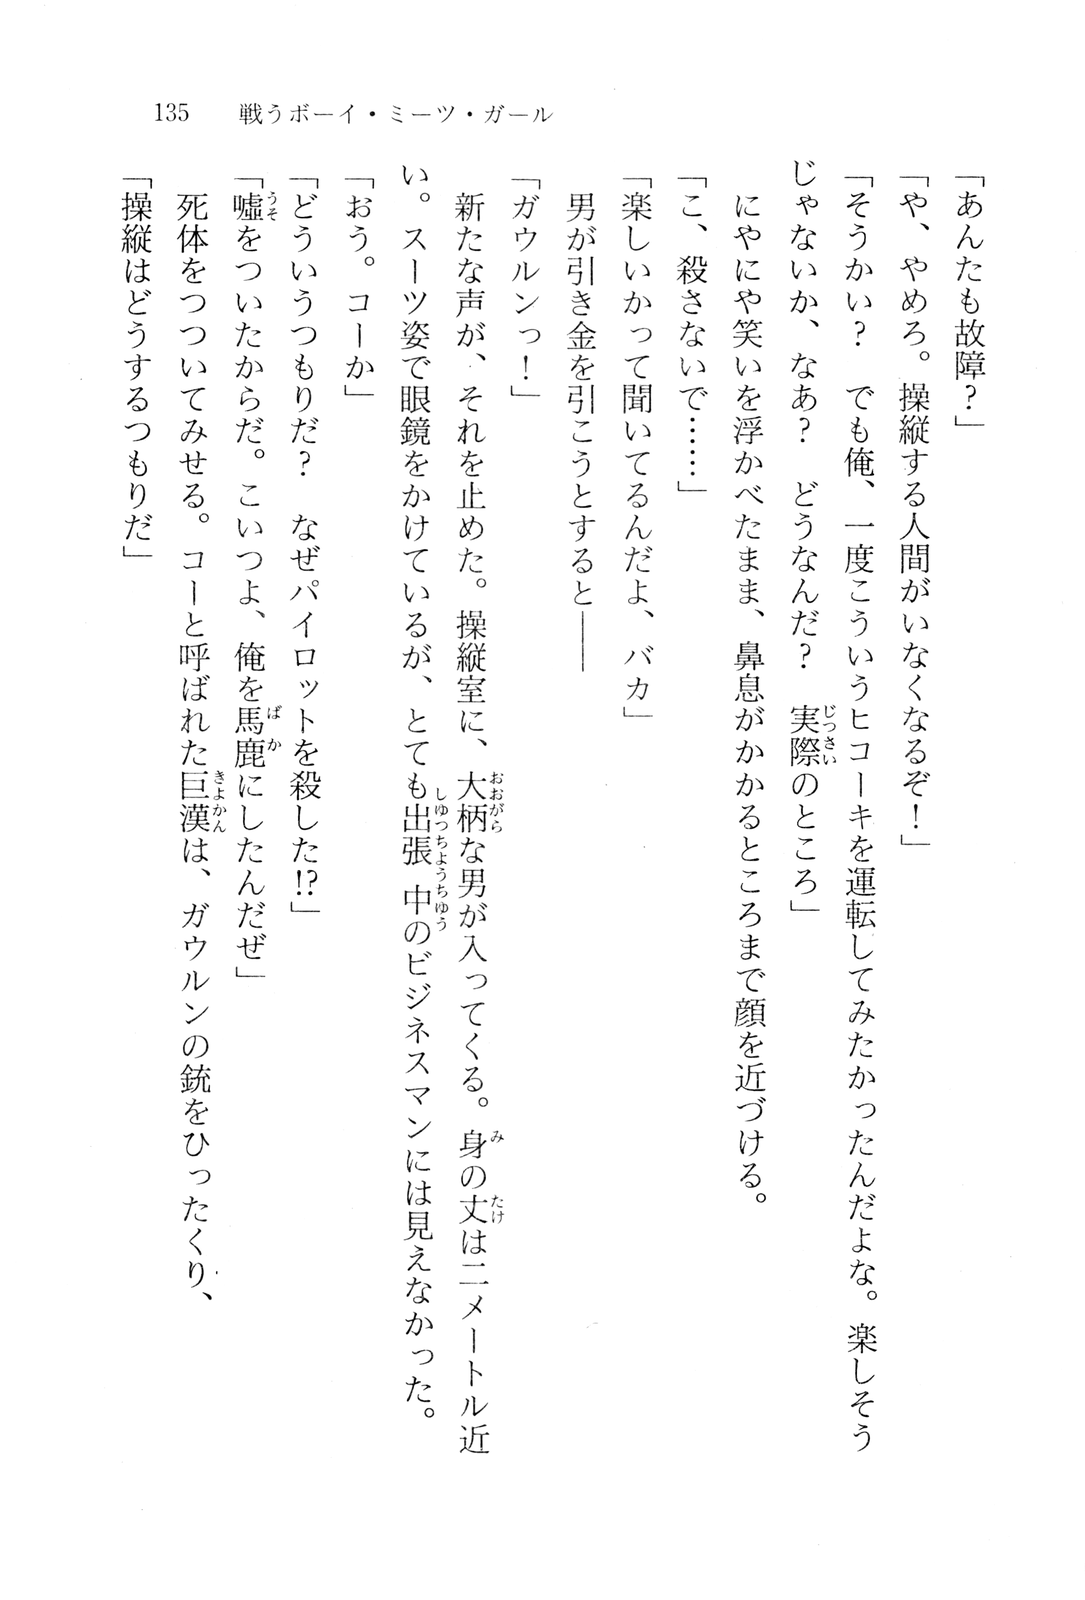 135　戦うボーイ・ミーツ・ガール
「あんたも故障？」
「や、やめろ。操縦する人間がいなくなるぞ！」
「そうかい？　でも俺、一度こういうヒコーキを運転してみたかったんだよな。楽しそう
じゃないか、なあ？　どうなんだ？　実際のところ」
　にやにや笑いを浮かべたまま、鼻息がかかるところまで顔を近づける。
「こ、殺さないで……」
「楽しいかって聞いてるんだよ、バカ」
　男が引き金を引こうとすると――
「ガウルンっ！」
　新たな声が、それを止めた。操縦室に、大柄な男が入ってくる。身の丈は二メートル近
い。スーツ姿で眼鏡をかけているが、とても出張中のビジネスマンには見えなかった。
「おう。コーか」
「どういうつもりだ？　なぜパイロットを殺した!?」
「嘘をついたからだ。こいつよ、俺を馬鹿にしたんだぜ」
　死体をつついてみせる。コーと呼ばれた巨漢は、ガウルンの銃をひったくり、
「操縦はどうするつもりだ」